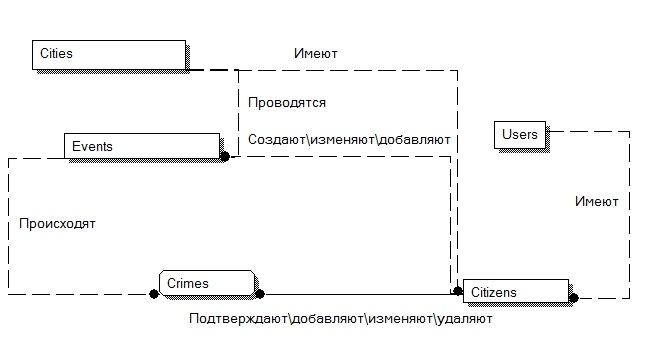 Cities
Имеют
Проводятся
Users
Создают\изменяют\добавляют
Events
Имеют
Происходят
Crimes
Citizens
Подтверждают\добавляют\изменяют\удаляют